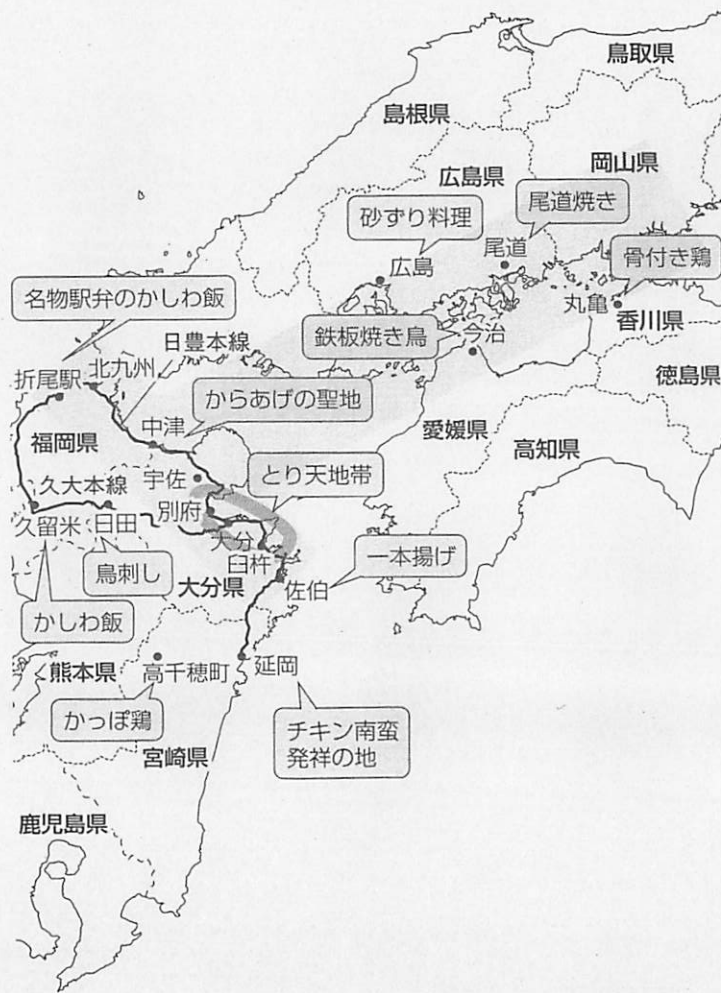 鳥取県
島根県
岡山県
広島県
尾道焼き
砂ずり料理
尾道
骨付き鶏
広島
名物駅弁のかしわ飯
丸亀
香川県
日豊本線
鉄板焼き鳥
今治
折尾駅
北九州
徳島県
からあげの聖地
中津
愛媛県
福岡県
高知県
宇佐
とり天地帯
久大本線
別府
久留米
日田
大分
臼杵
一本揚げ
鳥刺し
大分県
佐伯
かしわ飯
熊本県
高千穂町
延岡
かっぽ鶏
チキン南蛮
発祥の地
宮崎県
鹿児島県